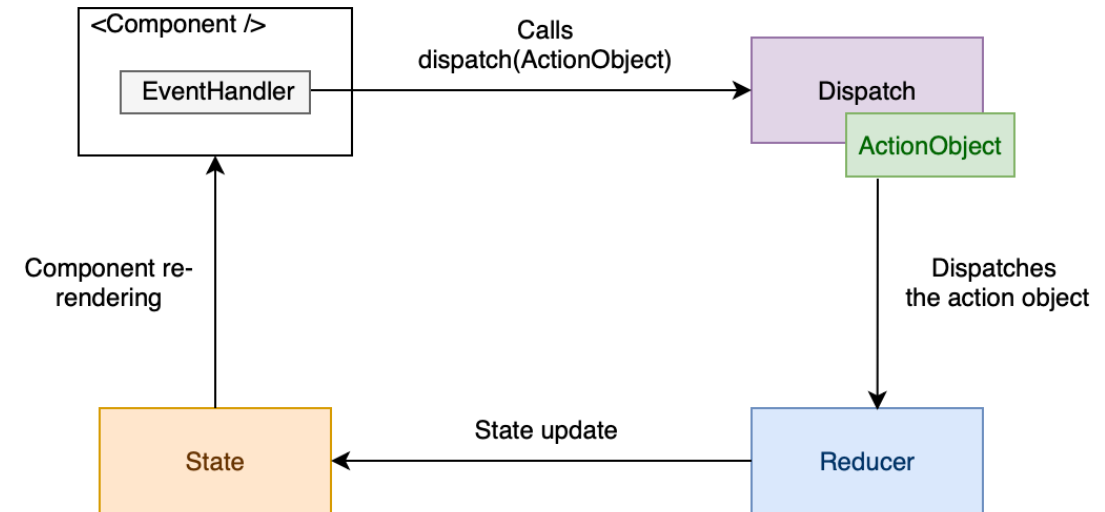 <Component />
EventHandler
Calls
dispatch(ActionObject)
Dispatch
ActionObject
Component re-
rendering
Dispatches
the action object
State
State update
Reducer